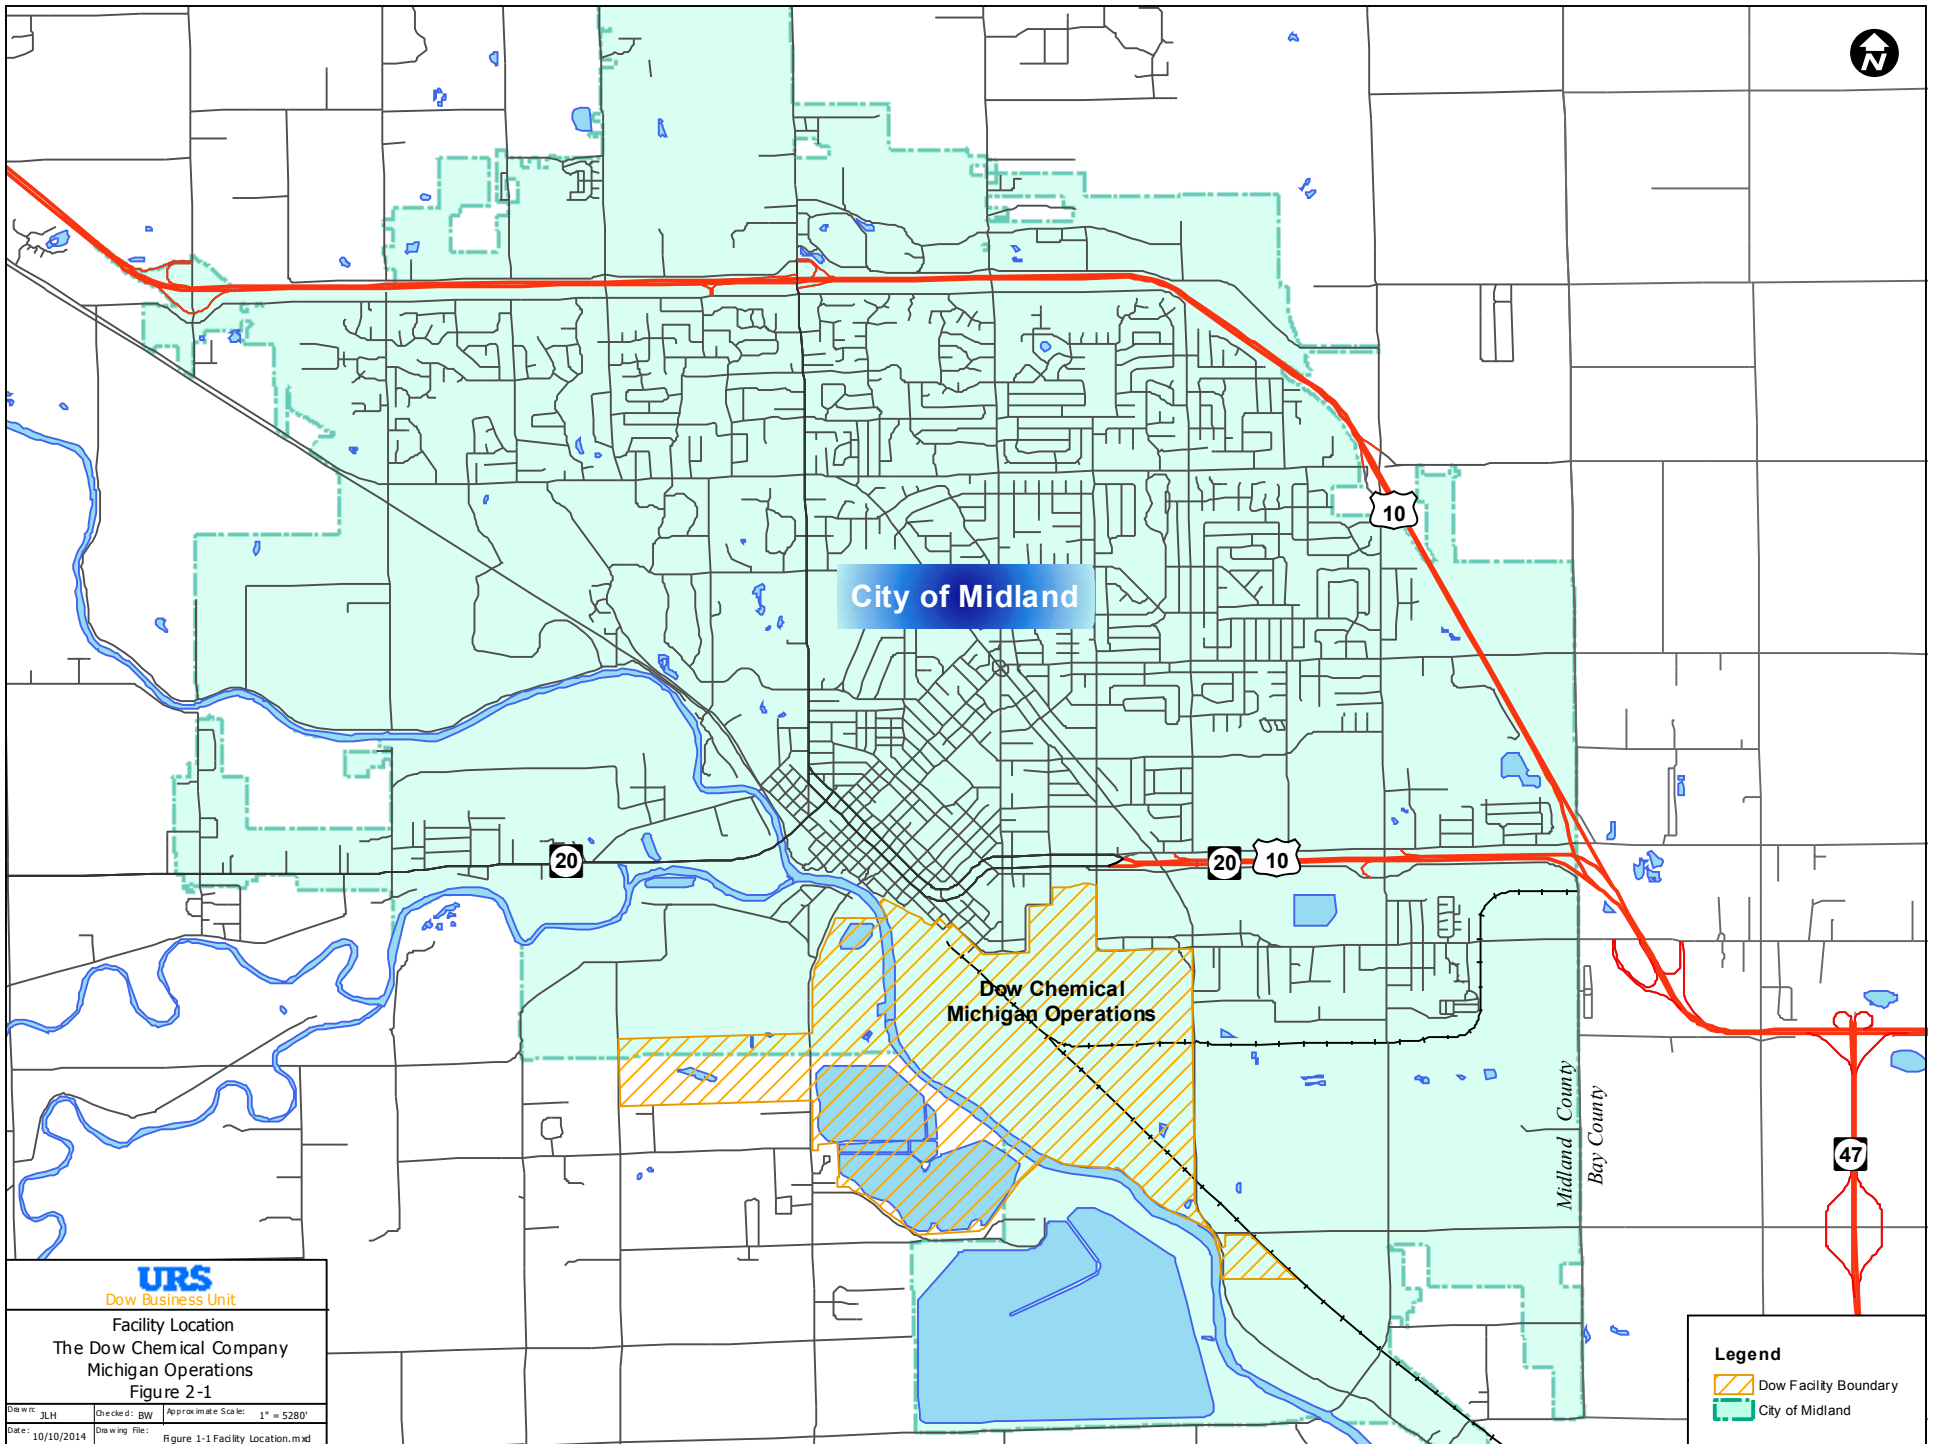 N
10
City of Midland
20
20
10
Dow Chemical
Michigan Operations
Midland County
Bay County
47
URS
Dow Business Unit
Facility Location
The Dow Chemical Company
Michigan Operations
Figure 2-1
Drawn: JLH
Checked: BW
Approximate Scale: 1" = 5280'
Date: 10/10/2014
Drawing File: Figure 1-1 Facility Location.mxd
Legend
Dow Facility Boundary
City of Midland